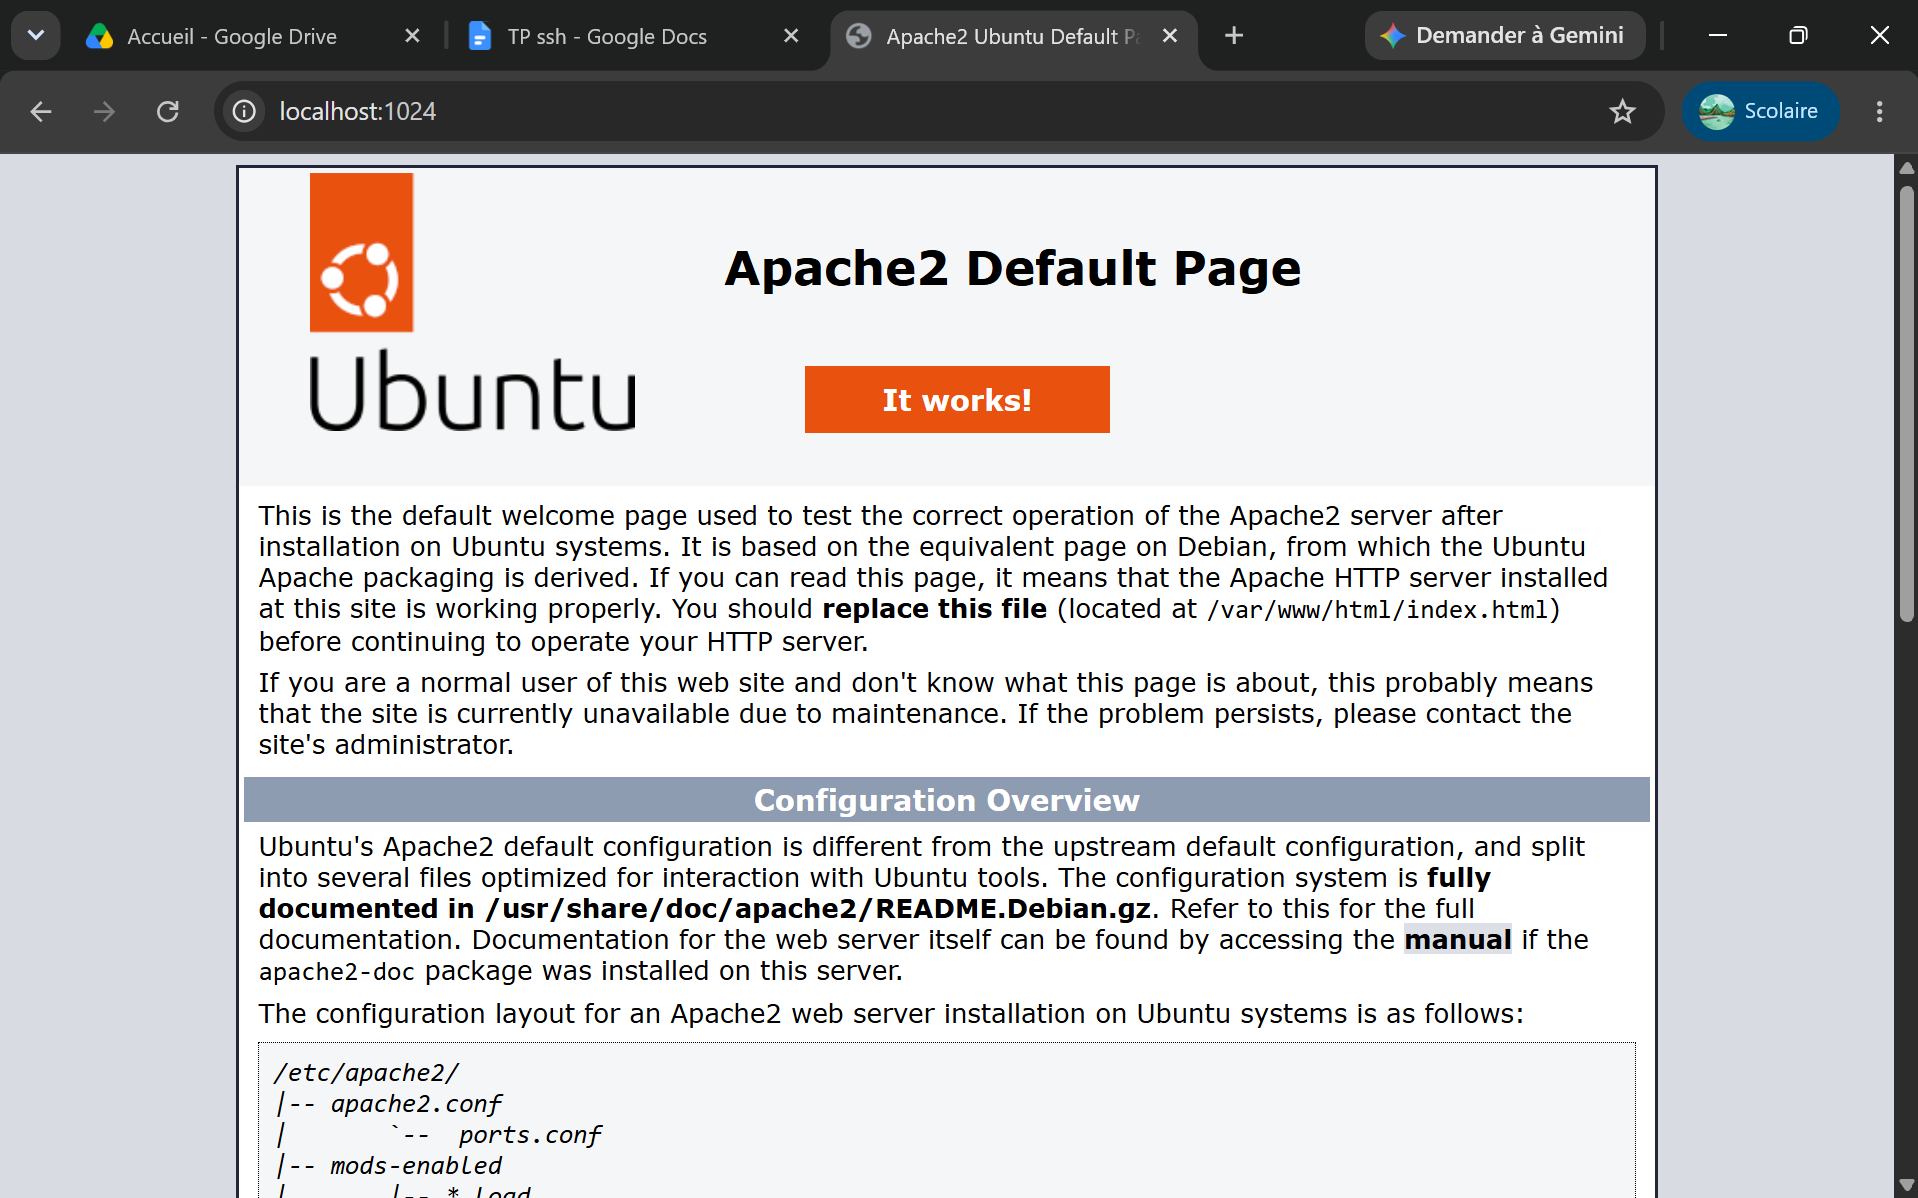 Accueil - Google Drive
TP ssh - Google Docs
Apache2 Ubuntu Default Pa
Demander à Gemini
localhost:1024
Scolaire
Ubuntu
Apache2 Default Page
It works!
This is the default welcome page used to test the correct operation of the Apache2 server after
installation on Ubuntu systems. It is based on the equivalent page on Debian, from which the Ubuntu
Apache packaging is derived. If you can read this page, it means that the Apache HTTP server installed
at this site is working properly. You should replace this file (located at /var/www/html/index.html)
before continuing to operate your HTTP server.
If you are a normal user of this web site and don't know what this page is about, this probably means
that the site is currently unavailable due to maintenance. If the problem persists, please contact the
site's administrator.
Configuration Overview
Ubuntu's Apache2 default configuration is different from the upstream default configuration, and split
into several files optimized for interaction with Ubuntu tools. The configuration system is fully
documented in /usr/share/doc/apache2/README.Debian.gz. Refer to this for the full
documentation. Documentation for the web server itself can be found by accessing the manual if the
apache2-doc package was installed on this server.
The configuration layout for an Apache2 web server installation on Ubuntu systems is as follows:
/etc/apache2/
|-- apache2.conf
|       `--  ports.conf
|-- mods-enabled
|       |-- *.load